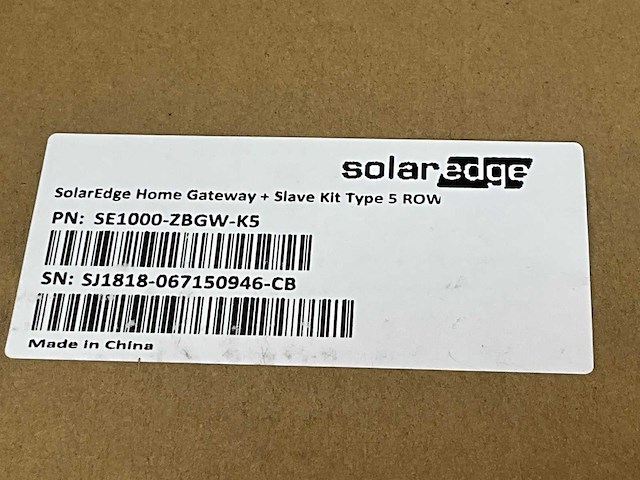 solaredge
SolarEdge Home Gateway + Slave Kit Type 5 ROW
PN: SE1000-ZBGW-K5
SN: SJ1818-067150946-CB
Made in China